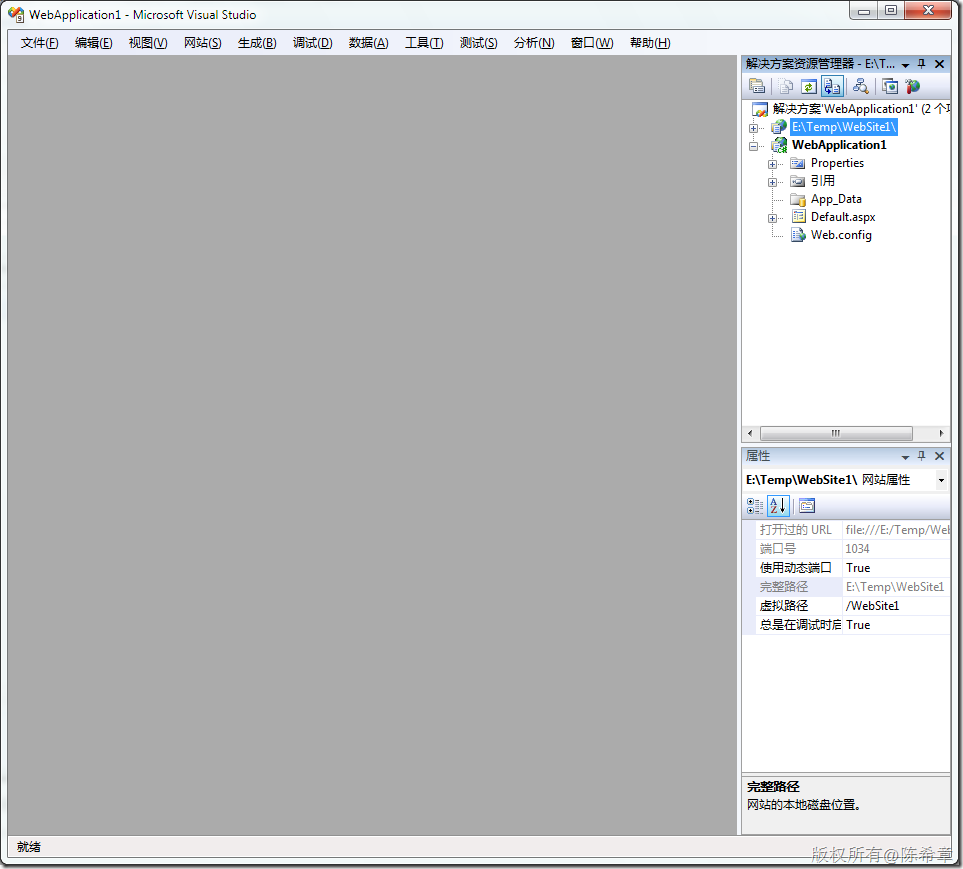 WebApplication1 - Microsoft Visual Studio
文件(F) 编辑(E) 视图(V) 网站(S) 生成(B) 调试(D) 数据(A) 工具(T) 测试(S) 分析(N) 窗口(W) 帮助(H)
解决方案资源管理器 - E:\T...
解决方案'WebApplication1' (2 个
E:\Temp\WebSite1\
WebApplication1
Properties
引用
App_Data
Default.aspx
Web.config
属性
E:\Temp\WebSite1\ 网站属性
打开过的 URL file:///E:/Temp/Web
端口号 1034
使用动态端口 True
完整路径 E:\Temp\WebSite1
虚拟路径 /WebSite1
总是在调试时启 True
完整路径
网站的本地磁盘位置。
就绪
版权所有@陈希章